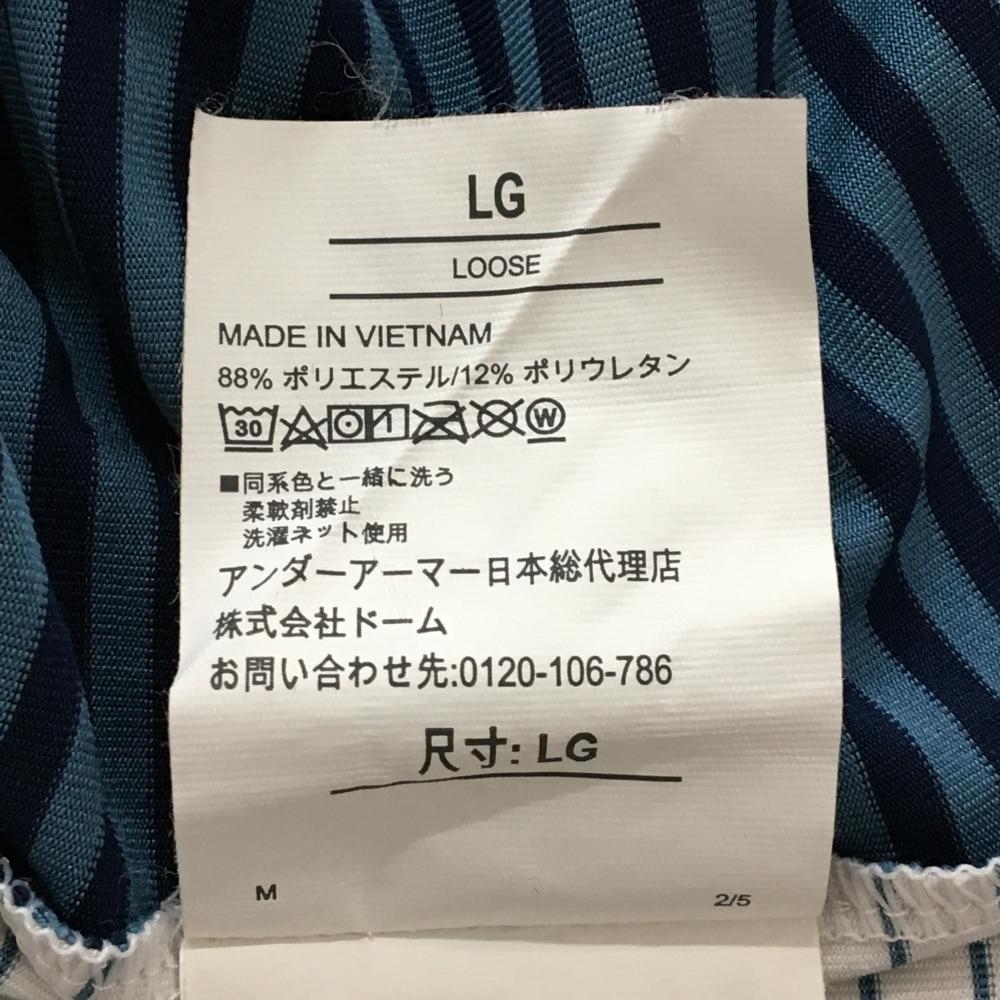 LG
LOOSE
MADE IN VIETNAM
88% ポリエステル/12% ポリウレタン
30 W
■同系色と一緒に洗う
柔軟剤禁止
洗濯ネット使用
アンダーアーマー日本総代理店
株式会社ドーム
お問い合わせ先:0120-106-786
尺寸: LG
M 2/5